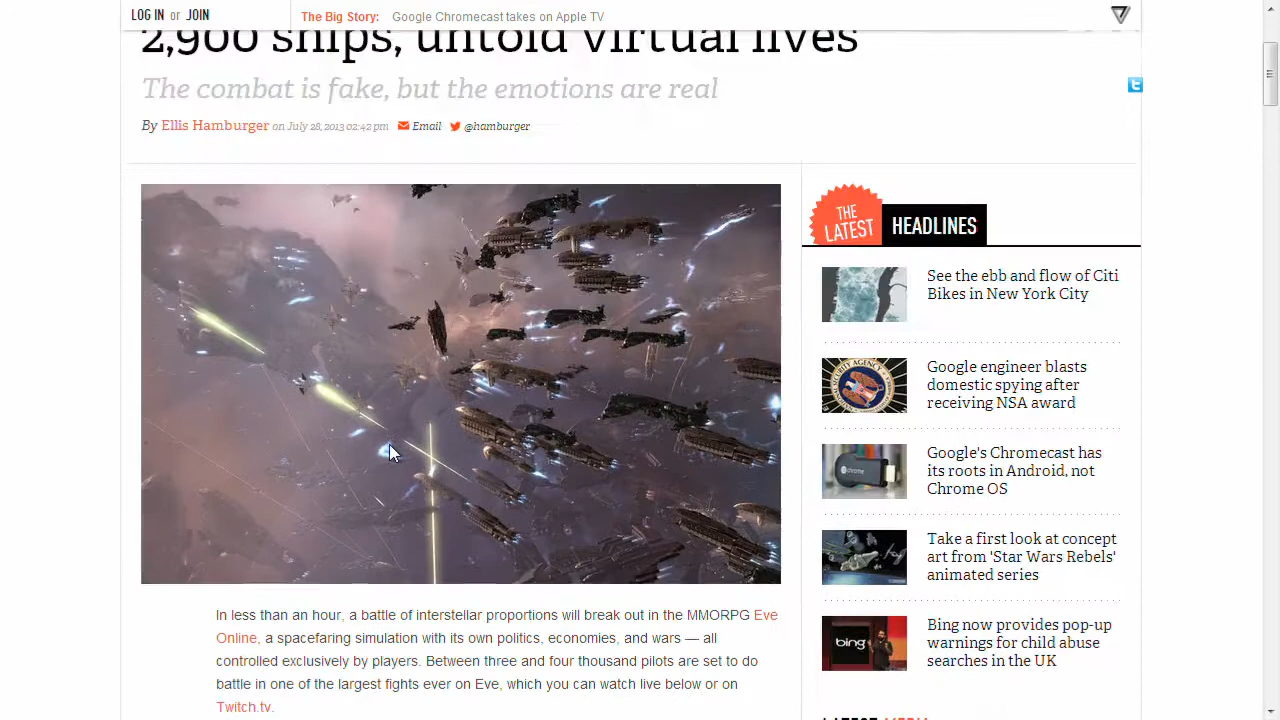 LOG IN or JOIN
The Big Story: Google Chromecast takes on Apple TV
2,900 ships, untold virtual lives
The combat is fake, but the emotions are real
By Ellis Hamburger on July 28, 2013 02:42 pm Email @hamburger
THE LATEST
HEADLINES
See the ebb and flow of Citi
Bikes in New York City
Google engineer blasts
domestic spying after
receiving NSA award
Google's Chromecast has
its roots in Android, not
Chrome OS
Take a first look at concept
art from 'Star Wars Rebels'
animated series
Bing now provides pop-up
warnings for child abuse
searches in the UK
chrome
bing
In less than an hour, a battle of interstellar proportions will break out in the MMORPG Eve
Online, a spacefaring simulation with its own politics, economies, and wars — all
controlled exclusively by players. Between three and four thousand pilots are set to do
battle in one of the largest fights ever on Eve, which you can watch live below or on
Twitch.tv.